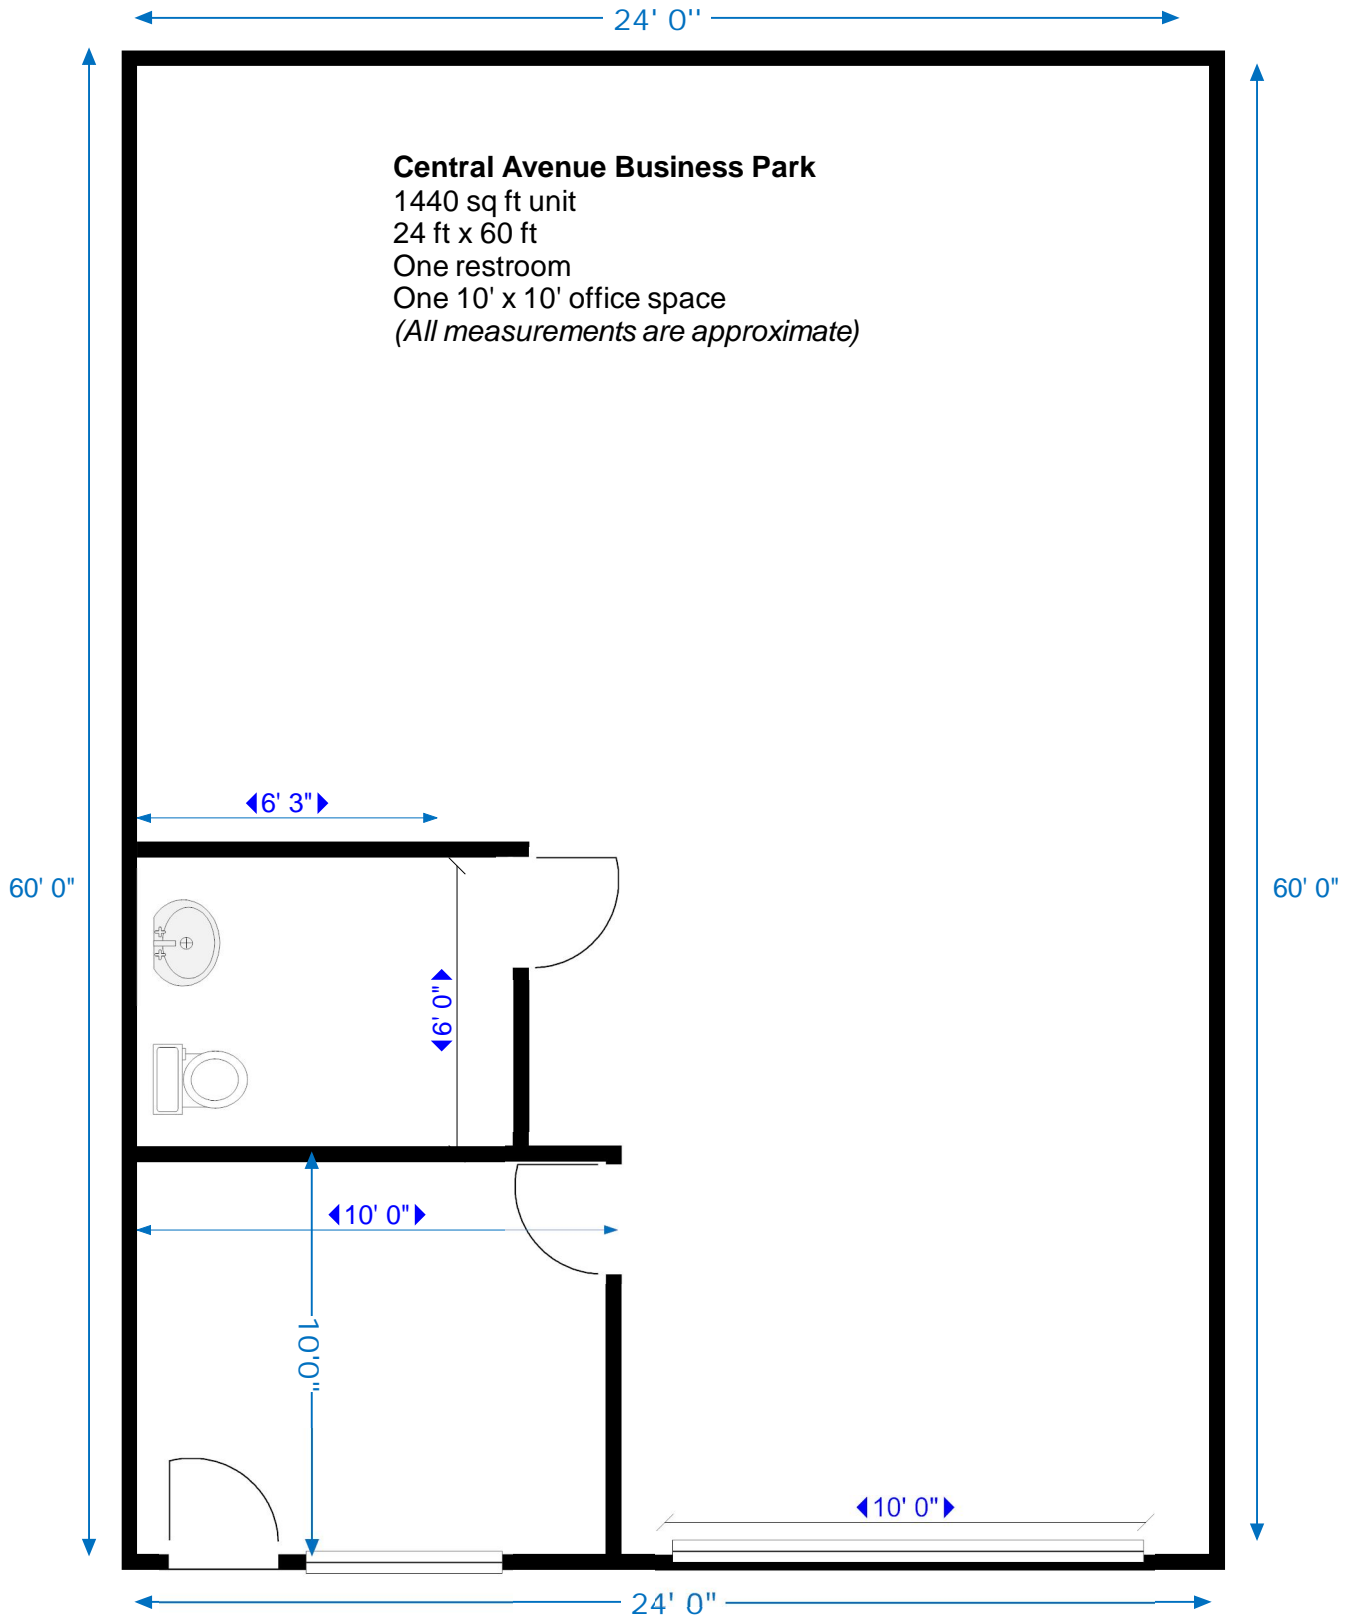 24' 0''
Central Avenue Business Park
1440 sq ft unit
24 ft x 60 ft
One restroom
One 10' x 10' office space
(All measurements are approximate)
6' 3"
60' 0"
60' 0"
6' 0"
10' 0"
10'0"
10' 0"
24' 0"